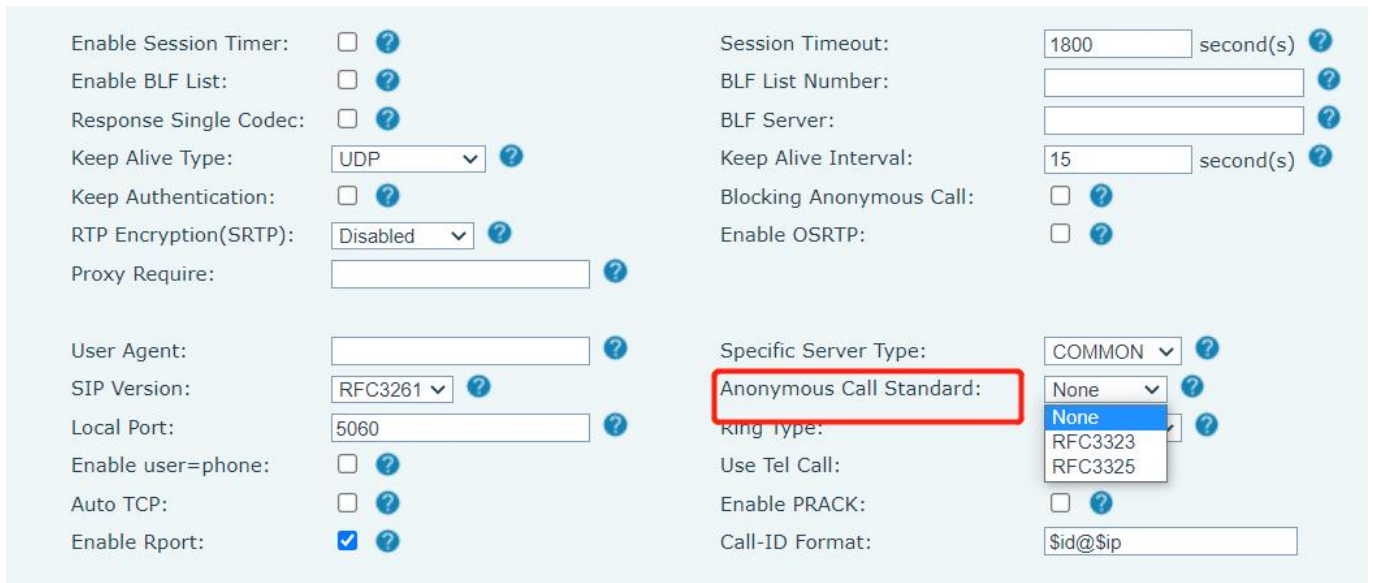 Enable Session Timer: Session Timeout: 1800 second(s)
Enable BLF List: BLF List Number:
Response Single Codec: BLF Server:
Keep Alive Type: UDP Keep Alive Interval: 15 second(s)
Keep Authentication: Blocking Anonymous Call:
RTP Encryption(SRTP): Disabled Enable OSRTP:
Proxy Require:
User Agent: Specific Server Type: COMMON
SIP Version: RFC3261 Anonymous Call Standard: None
Local Port: 5060 Ring Type: None
RFC3323
Enable user=phone: Use Tel Call: RFC3325
Auto TCP: Enable PRACK:
Enable Rport: Call-ID Format: $id@$ip